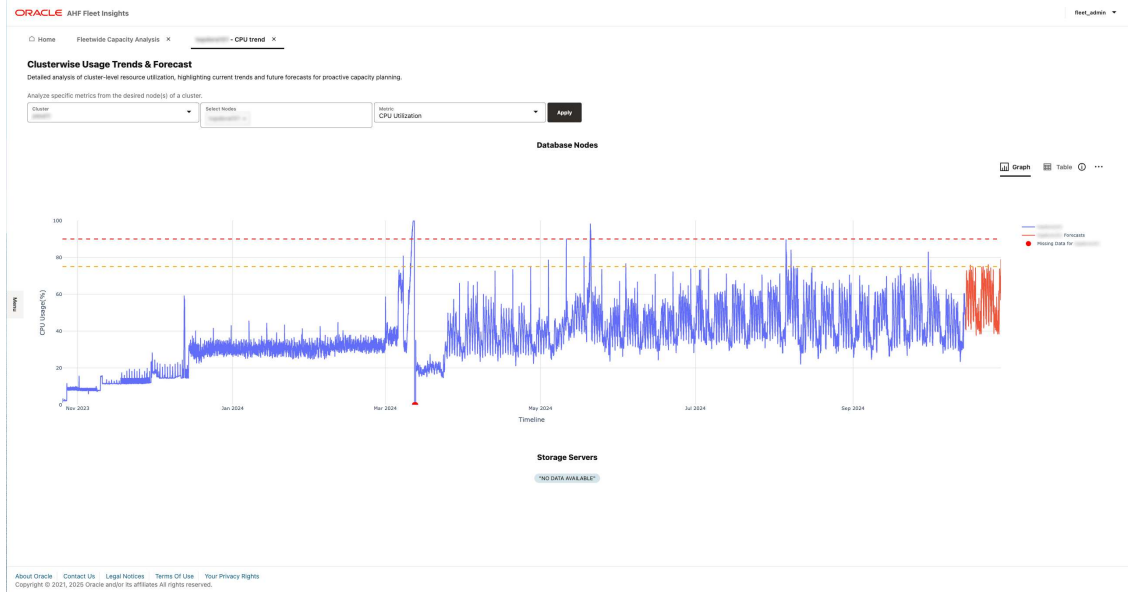 ORACLE AHF Fleet Insights
fleet_admin
Home
Fleetwide Capacity Analysis ×
- CPU trend ×
Clusterwise Usage Trends & Forecast
Detailed analysis of cluster-level resource utilization, highlighting current trends and future forecasts for proactive capacity planning.
Analyze specific metrics from the desired node(s) of a cluster.
Cluster
Select Nodes
Metric
CPU Utilization
Apply
Database Nodes
Graph
Table
Menu
CPU Usage(%)
100
80
60
40
20
0
Nov 2023
Jan 2024
Mar 2024
May 2024
Jul 2024
Sep 2024
Timeline
Forecasts
Missing Data for
Storage Servers
"NO DATA AVAILABLE"
About Oracle Contact Us Legal Notices Terms Of Use Your Privacy Rights
Copyright © 2021, 2025 Oracle and/or its affiliates All rights reserved.